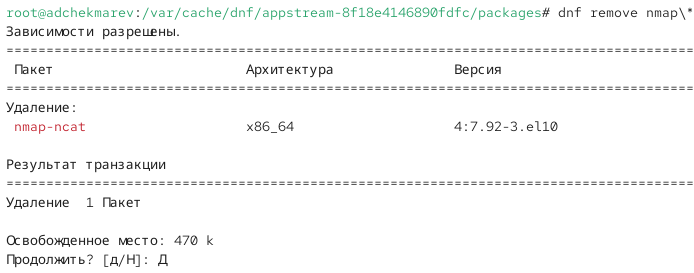 root@adchekmarev:/var/cache/dnf/appstream-8f18e4146890fdfc/packages# dnf remove nmap\*
Зависимости разрешены.
================================================================================
Пакет Архитектура Версия
================================================================================
Удаление:
nmap-ncat x86_64 4:7.92-3.el10
Результат транзакции
================================================================================
Удаление 1 Пакет
Освобожденное место: 470 k
Продолжить? [д/Н]: Д